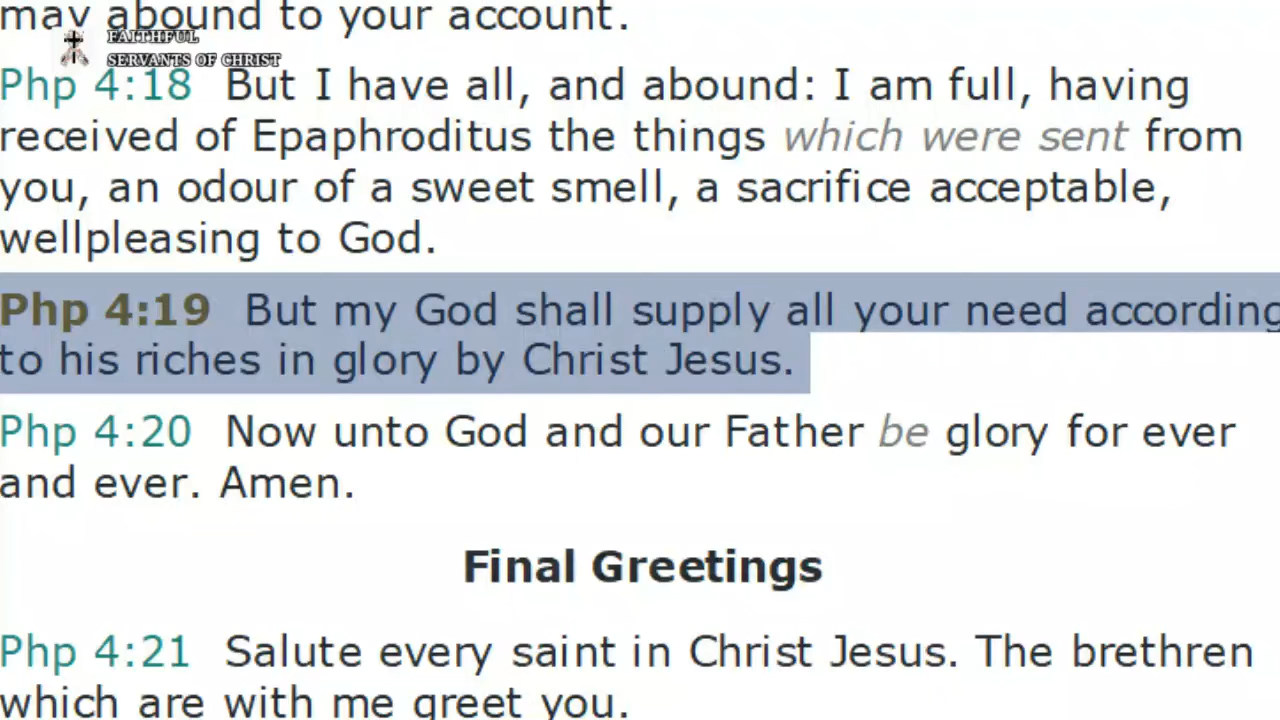 may abound to your account.
FAITHFUL
SERVANTS OF CHRIST
Php 4:18 But I have all, and abound: I am full, having
received of Epaphroditus the things which were sent from
you, an odour of a sweet smell, a sacrifice acceptable,
wellpleasing to God.
Php 4:19 But my God shall supply all your need according
to his riches in glory by Christ Jesus.
Php 4:20 Now unto God and our Father be glory for ever
and ever. Amen.
Final Greetings
Php 4:21 Salute every saint in Christ Jesus. The brethren
which are with me greet you.